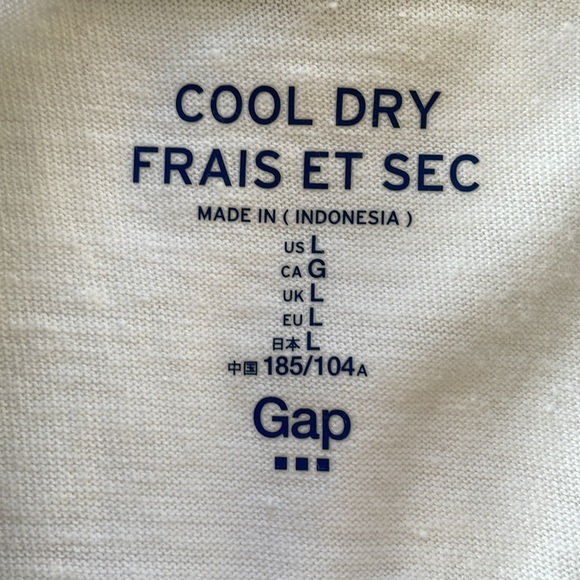 COOL DRY
FRAIS ET SEC
MADE IN ( INDONESIA )
US L
CA G
UK L
EU L
日本 L
中国 185/104A
Gap